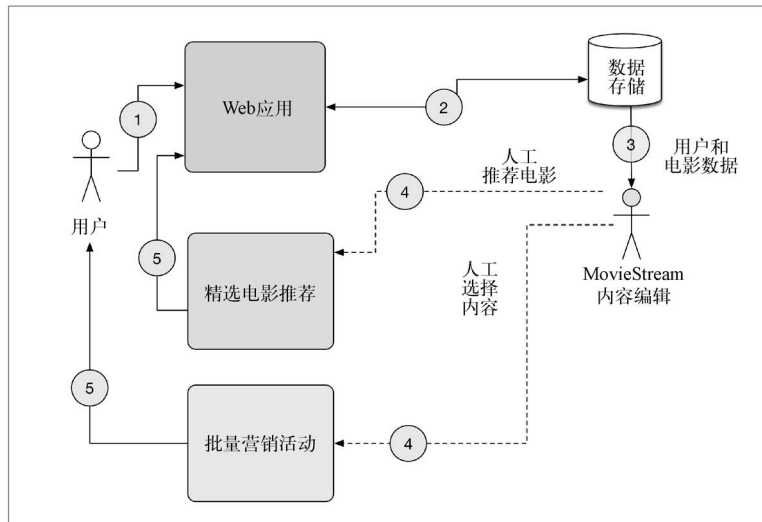 数据
存储
Web应用
1
2
3
用户和
电影数据
人工
推荐电影
4
用户
5
精选电影推荐
人工
选择
内容
MovieStream
内容编辑
5
批量营销活动
4